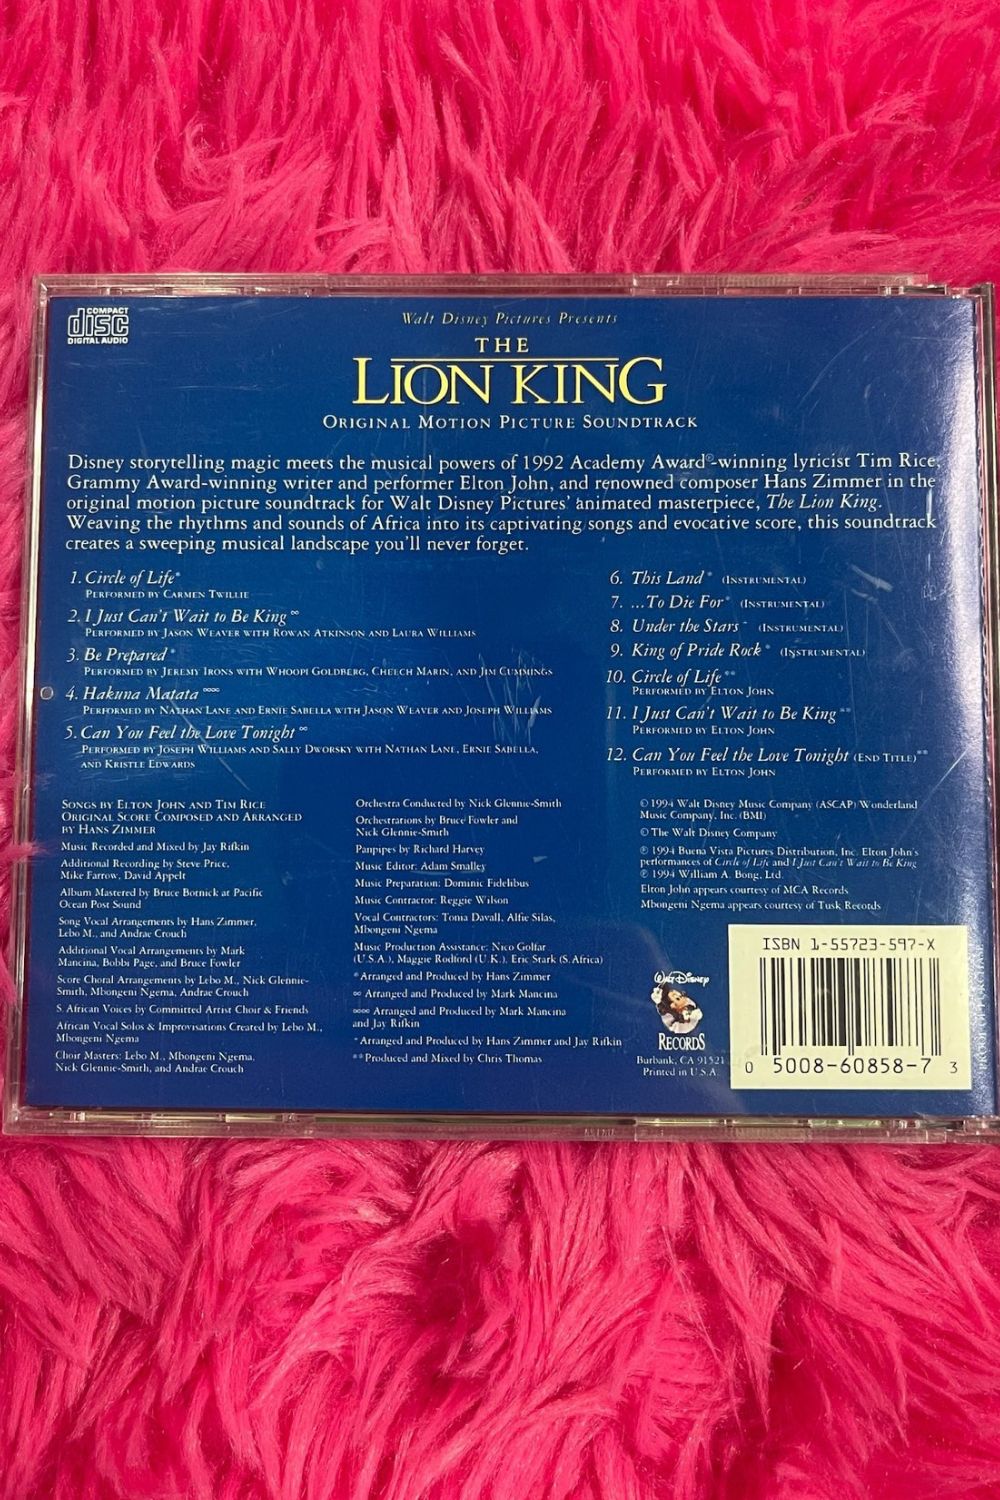 COMPACT
disc
DIGITAL AUDIO
Walt Disney Pictures Presents
THE
LION KING
ORIGINAL MOTION PICTURE SOUNDTRACK
Disney storytelling magic meets the musical powers of 1992 Academy Award®-winning lyricist Tim Rice,
Grammy Award-winning writer and performer Elton John, and renowned composer Hans Zimmer in the
original motion picture soundtrack for Walt Disney Pictures' animated masterpiece, The Lion King.
Weaving the rhythms and sounds of Africa into its captivating songs and evocative score, this soundtrack
creates a sweeping musical landscape you'll never forget.
1. Circle of Life*
PERFORMED BY CARMEN TWILLIE
2. I Just Can't Wait to Be King ∞
PERFORMED BY JASON WEAVER WITH ROWAN ATKINSON AND LAURA WILLIAMS
3. Be Prepared *
PERFORMED BY JEREMY IRONS WITH WHOOPI GOLDBERG, CHEECH MARIN, AND JIM CUMMINGS
4. Hakuna Matata ∞∞
PERFORMED BY NATHAN LANE AND ERNIE SABELLA WITH JASON WEAVER AND JOSEPH WILLIAMS
5. Can You Feel the Love Tonight ∞
PERFORMED BY JOSEPH WILLIAMS AND SALLY DWORSKY WITH NATHAN LANE, ERNIE SABELLA,
AND KRISTLE EDWARDS
6. This Land * (INSTRUMENTAL)
7. ...To Die For * (INSTRUMENTAL)
8. Under the Stars (INSTRUMENTAL)
9. King of Pride Rock * (INSTRUMENTAL)
10. Circle of Life **
PERFORMED BY ELTON JOHN
11. I Just Can't Wait to Be King **
PERFORMED BY ELTON JOHN
12. Can You Feel the Love Tonight (END TITLE) **
PERFORMED BY ELTON JOHN
SONGS BY ELTON JOHN AND TIM RICE
ORIGINAL SCORE COMPOSED AND ARRANGED
BY HANS ZIMMER
Music Recorded and Mixed by Jay Rifkin
Additional Recording by Steve Price,
Mike Farrow, David Appelt
Album Mastered by Bruce Botnick at Pacific
Ocean Post Sound
Song Vocal Arrangements by Hans Zimmer,
Lebo M., and Andrae Crouch
Additional Vocal Arrangements by Mark
Mancina, Bobbi Page, and Bruce Fowler
Score Choral Arrangements by Lebo M., Nick Glennie-
Smith, Mbongeni Ngema, Andrae Crouch
S. African Voices by Committed Artist Choir & Friends
African Vocal Solos & Improvisations Created by Lebo M.,
Mbongeni Ngema
Choir Masters: Lebo M., Mbongeni Ngema,
Nick Glennie-Smith, and Andrae Crouch
Orchestra Conducted by Nick Glennie-Smith
Orchestrations by Bruce Fowler and
Nick Glennie-Smith
Panpipes by Richard Harvey
Music Editor: Adam Smalley
Music Preparation: Dominic Fidelibus
Music Contractor: Reggie Wilson
Vocal Contractors: Tonia Davall, Alfie Silas,
Mbongeni Ngema
Music Production Assistance: Nico Golfar
(U.S.A.), Maggie Rodford (U.K.), Eric Stark (S. Africa)
* Arranged and Produced by Hans Zimmer
∞ Arranged and Produced by Mark Mancina
∞∞ Arranged and Produced by Mark Mancina
and Jay Rifkin
Arranged and Produced by Hans Zimmer and Jay Rifkin
** Produced and Mixed by Chris Thomas
© 1994 Walt Disney Music Company (ASCAP) Wonderland
Music Company, Inc. (BMI)
© The Walt Disney Company
℗ 1994 Buena Vista Pictures Distribution, Inc. Elton John's
performances of Circle of Life and I Just Can't Wait to Be King
℗ 1994 William A. Bong, Ltd.
Elton John appears courtesy of MCA Records
Mbongeni Ngema appears courtesy of Tusk Records
WALT DISNEY
RECORDS
Burbank, CA 91521
Printed in U.S.A.
ISBN 1-55723-597-X
0 5008-60858-7 3
PROOF OF PURCHASE